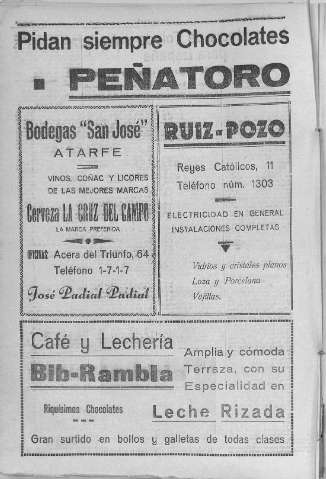 Pidan siempre Chocolates
PEÑATORO
Bodegas "San José"
ATARFE
VINOS, COÑAC Y LICORES
DE LAS MEJORES MARCAS
Cerveza LA CRUZ DEL CAMPO
LA MARCA PREFERIDA
OFICINAS: Acera del Triunfo, 64
Teléfono 1-7-1-7
José Padial Padial
RUIZ-POZO
Reyes Católicos, 11
Teléfono núm. 1303
ELECTRICIDAD EN GENERAL
INSTALACIONES COMPLETAS
Vidrios y cristales planos
Loza y Porcelana
Vajillas.
Café y Lechería
Bib-Rambla
Riquísimos Chocolates
Amplia y cómoda
Terraza, con su
Especialidad en
Leche Rizada
Gran surtido en bollos y galletas de todas clases